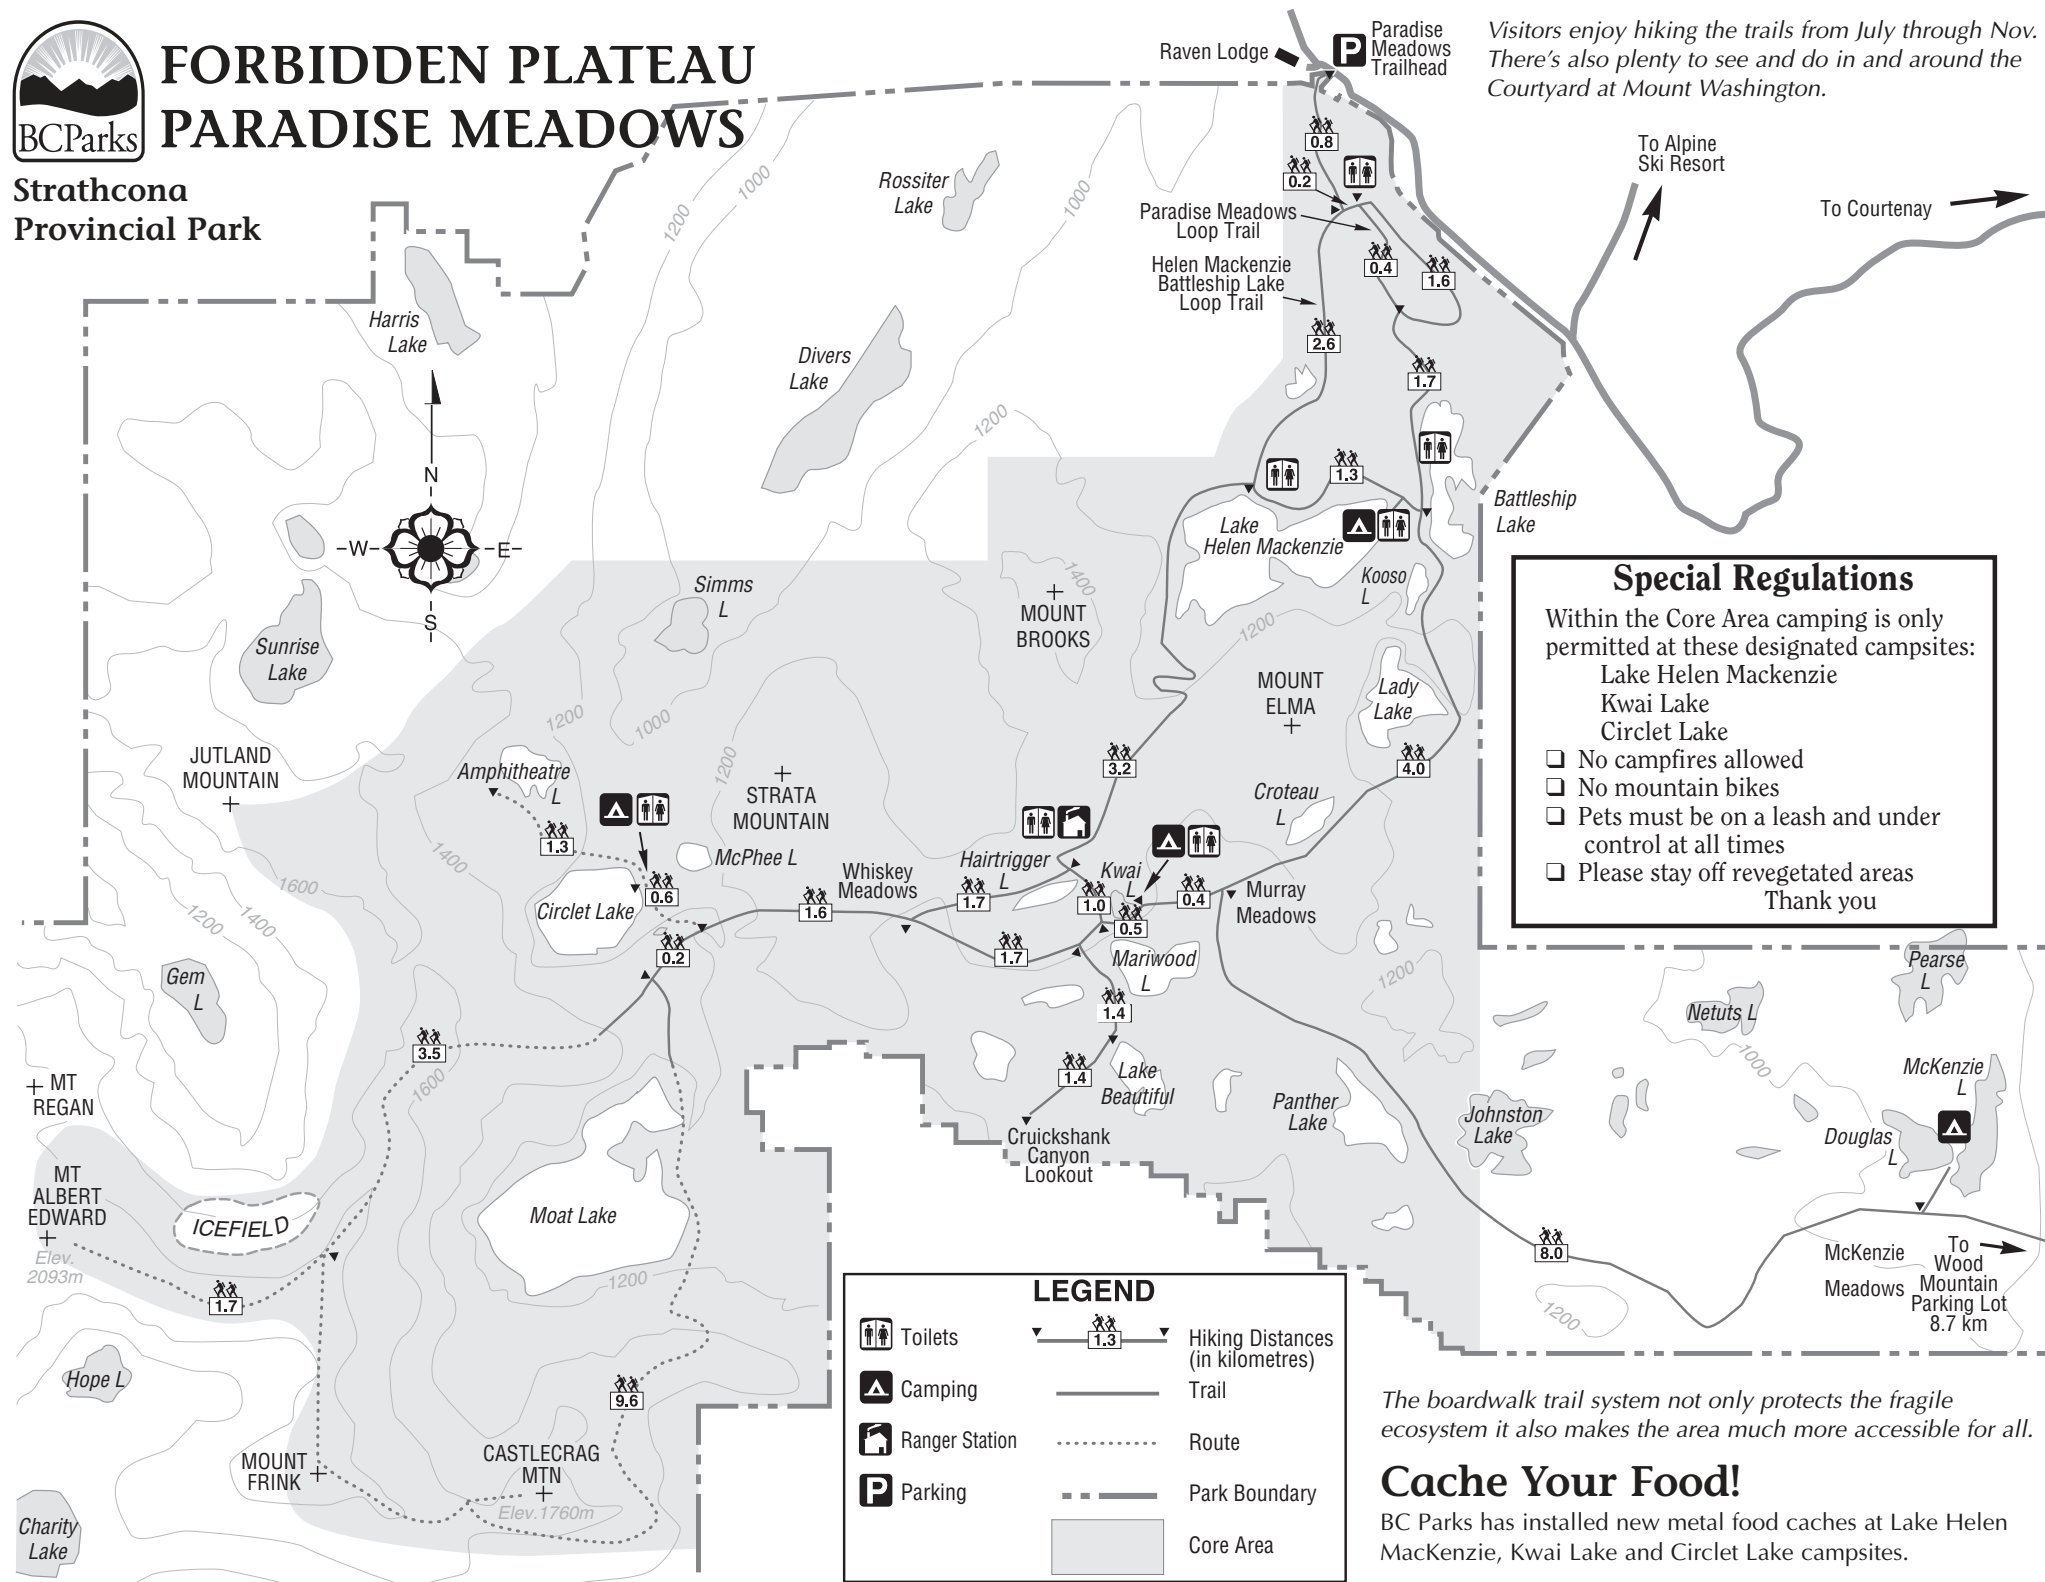 BCParks
FORBIDDEN PLATEAU
PARADISE MEADOWS
Strathcona
Provincial Park
Raven Lodge
P
Paradise
Meadows
Trailhead
Visitors enjoy hiking the trails from July through Nov.
There's also plenty to see and do in and around the
Courtyard at Mount Washington.
To Alpine
Ski Resort
To Courtenay
Rossiter
Lake
1000
1200
1000
0.8
0.2
Paradise Meadows
Loop Trail
0.4
1.6
Helen Mackenzie
Battleship Lake
Loop Trail
2.6
1.7
Harris
Lake
Divers
Lake
1200
N
W
E
S
1.3
Battleship
Lake
Lake
Helen Mackenzie
Kooso
L
1400
MOUNT
BROOKS
1200
Simms
L
Sunrise
Lake
MOUNT
ELMA
Lady
Lake
1200
1000
1200
JUTLAND
MOUNTAIN
Amphitheatre
L
STRATA
MOUNTAIN
3.2
4.0
Croteau
L
1.3
McPhee L
Whiskey
Meadows
Hairtrigger
L
Kwai
L
1400
1600
1200
1400
Circlet Lake
0.6
1.6
1.7
1.0
0.4
0.5
Murray
Meadows
0.2
1.7
Mariwood
L
1200
Gem
L
1.4
3.5
1600
1.4
Lake
Beautiful
MT
REGAN
Cruickshank
Canyon
Lookout
Panther
Lake
Johnston
Lake
MT
ALBERT
EDWARD
Elev.
2093m
ICEFIELD
Moat Lake
1200
1.7
Hope L
9.6
MOUNT
FRINK
CASTLECRAG
MTN
Elev.1760m
Charity
Lake
Special Regulations
Within the Core Area camping is only
permitted at these designated campsites:
Lake Helen Mackenzie
Kwai Lake
Circlet Lake
❑ No campfires allowed
❑ No mountain bikes
❑ Pets must be on a leash and under
control at all times
❑ Please stay off revegetated areas
Thank you
Pearse
L
Netuts L
1000
McKenzie
L
Douglas
L
8.0
1200
McKenzie
Meadows
To
Wood
Mountain
Parking Lot
8.7 km
LEGEND
Toilets
1.3
Hiking Distances
(in kilometres)
Camping
Trail
Ranger Station
Route
P
Parking
Park Boundary
Core Area
The boardwalk trail system not only protects the fragile
ecosystem it also makes the area much more accessible for all.
Cache Your Food!
BC Parks has installed new metal food caches at Lake Helen
MacKenzie, Kwai Lake and Circlet Lake campsites.